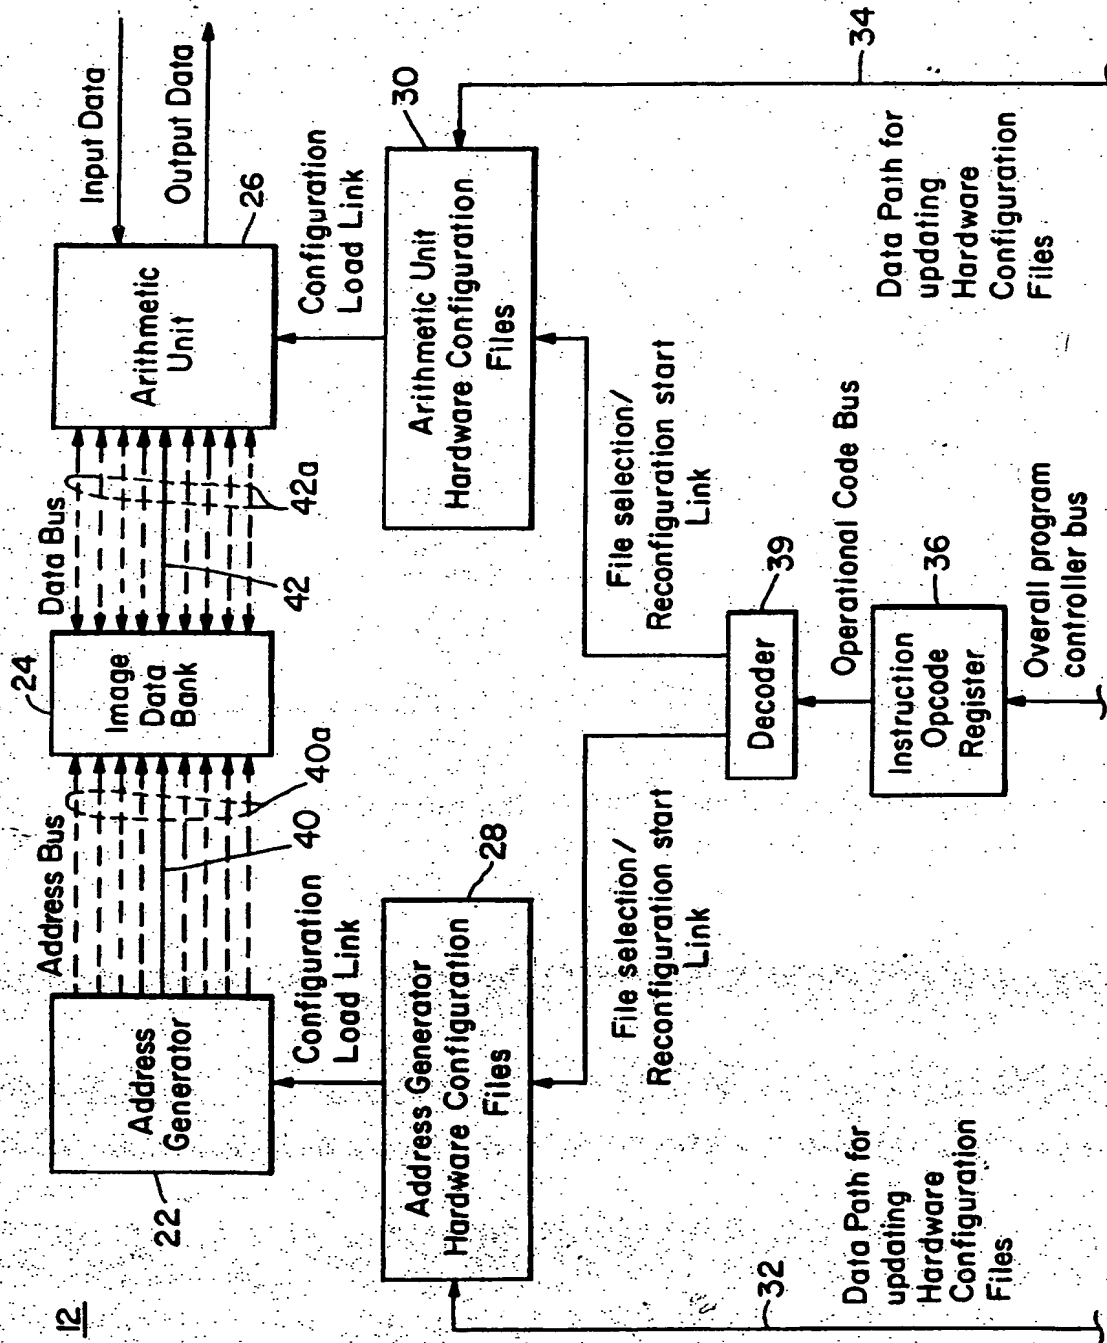 12
22
Address
Generator
Address Bus
40
40a
24
Image
Data
Bank
Data Bus
42
42a
Arithmetic
Unit
26
Input Data
Output Data
Configuration
Load Link
Configuration
Load Link
28
Address Generator
Hardware Configuration
Files
30
Arithmetic Unit
Hardware Configuration
Files
File selection/
Reconfiguration start
Link
File selection/
Reconfiguration start
Link
Decoder
39
Operational Code Bus
Instruction
Opcode
Register
36
Overall program
controller bus
32
Data Path for
updating
Hardware
Configuration
Files
34
Data Path for
updating
Hardware
Configuration
Files